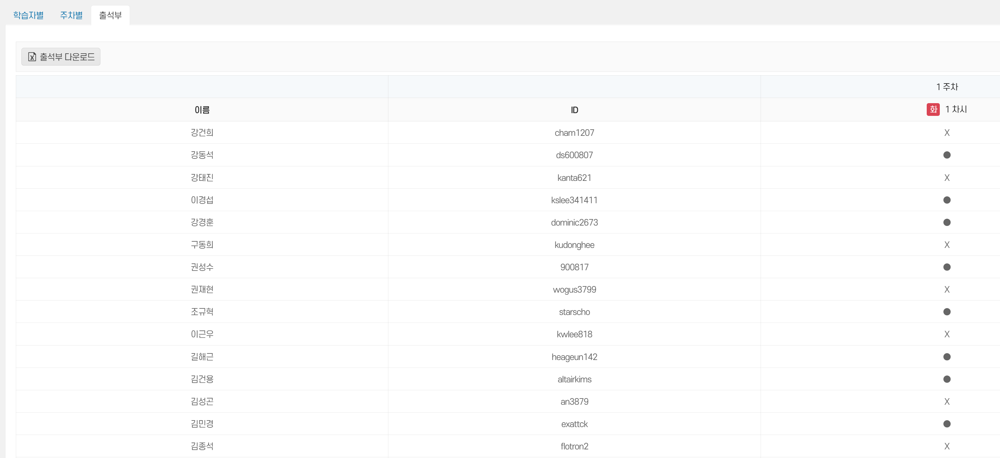 학습자별 주차별 출석부
출석부 다운로드
1 주차
이름 ID 화 1 차시
강건희 cham1207 X
강동석 ds600807 ●
강태진 kanta621 X
이경섭 kslee341411 ●
강경훈 dominic2673 ●
구동희 kudonghee X
권성수 900817 ●
권재현 wogus3799 X
조규혁 starscho ●
이근우 kwlee818 X
길해근 heageun142 ●
김건용 altairkims ●
김성곤 an3879 X
김민경 exattck ●
김종석 flotron2 X